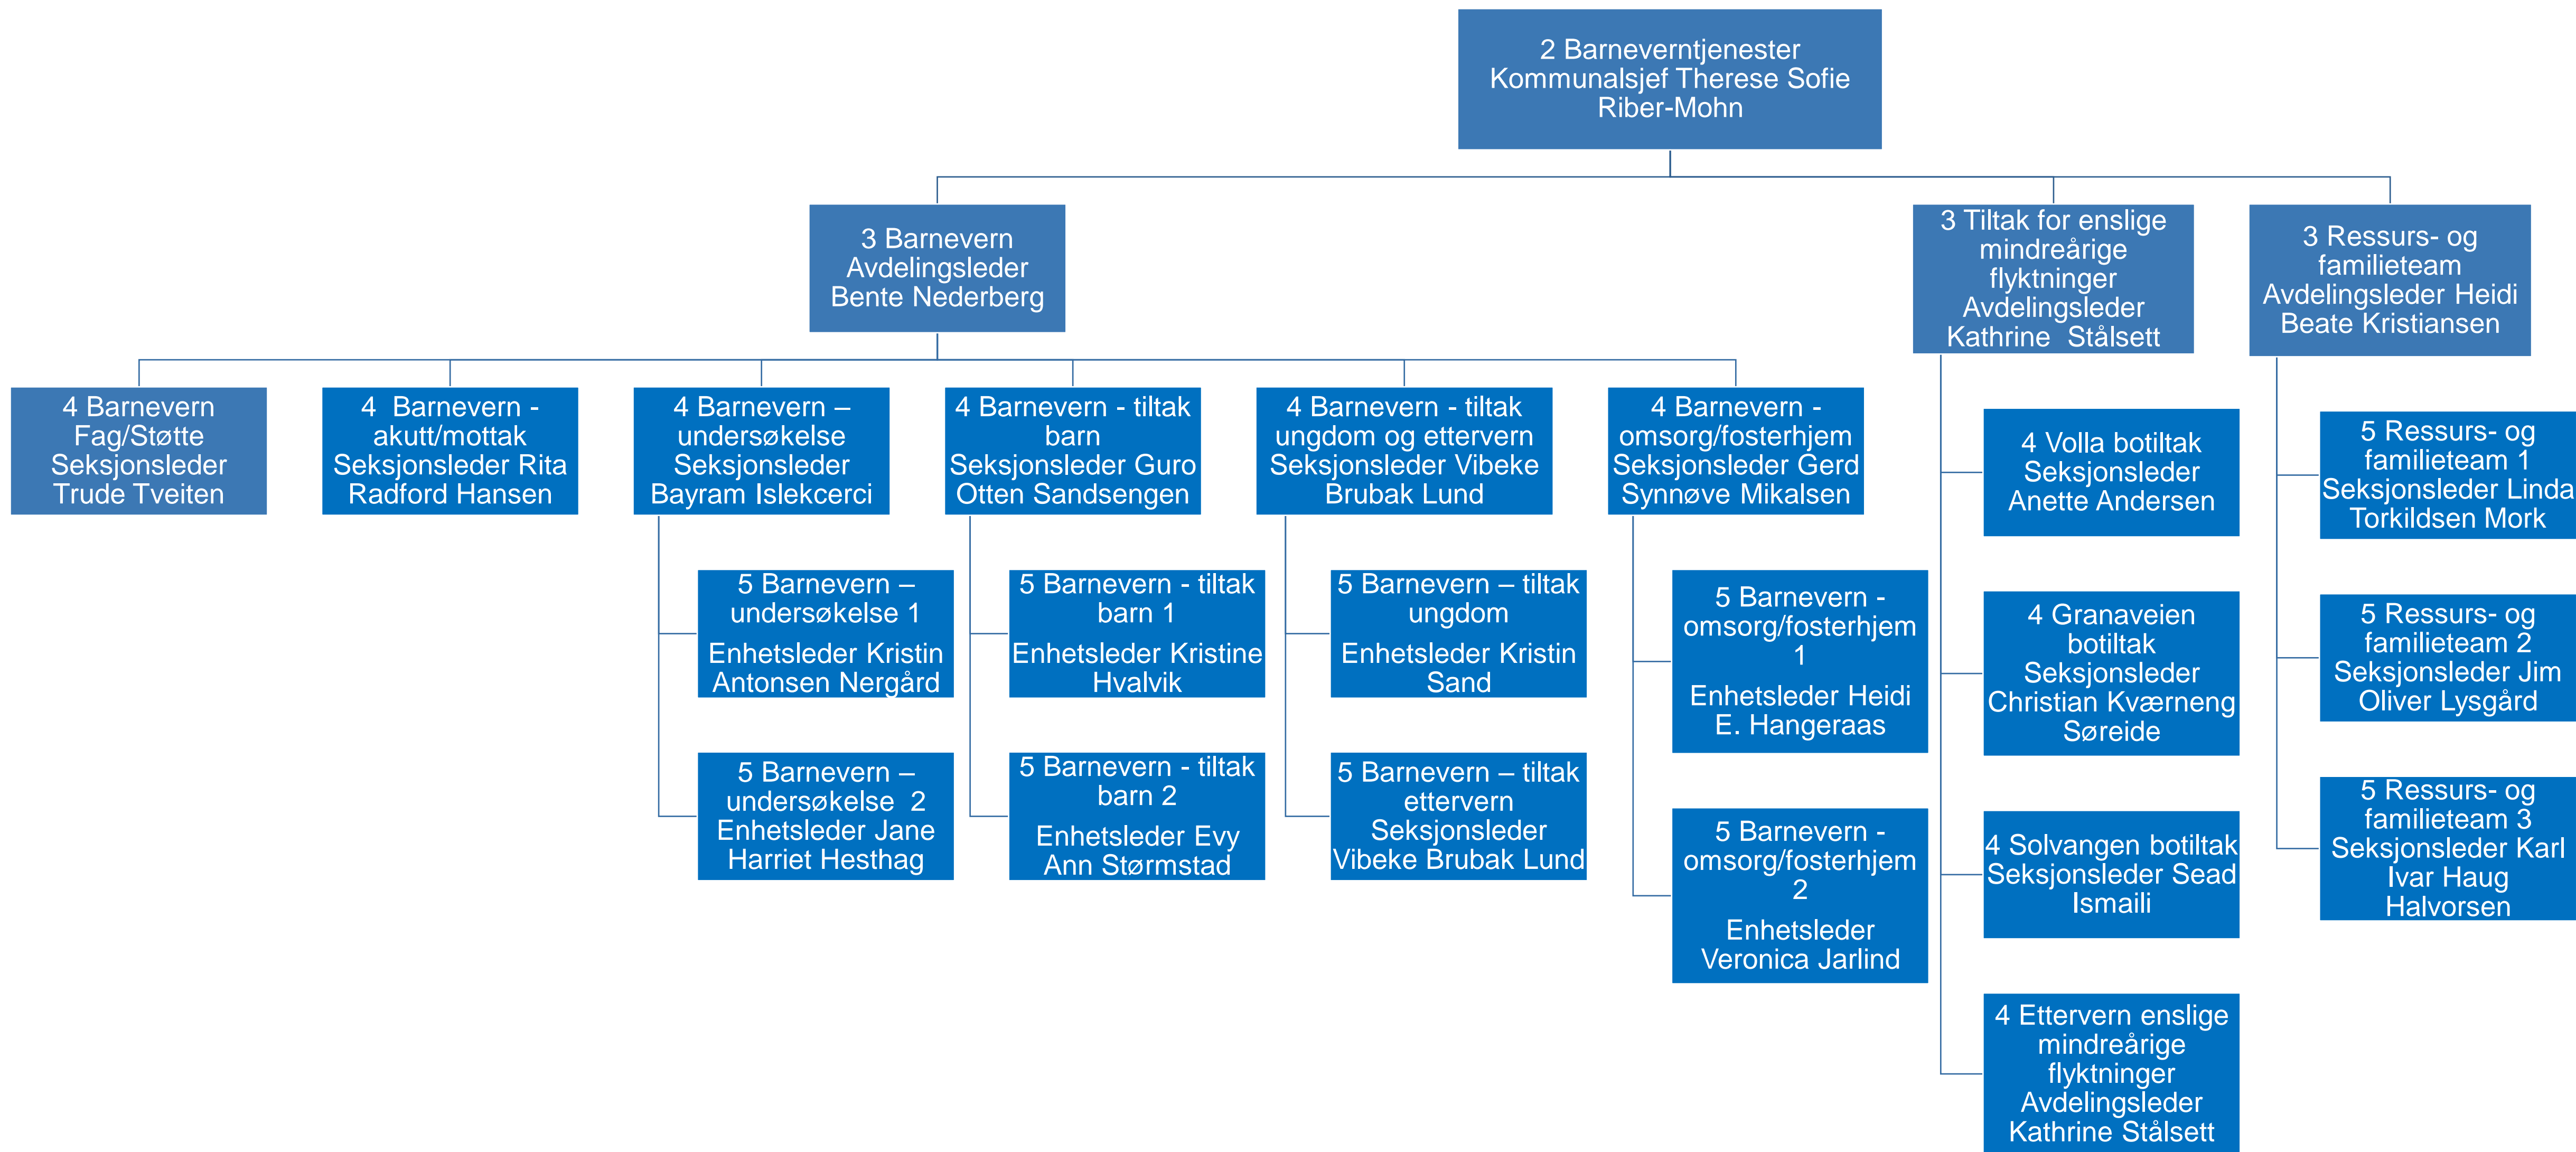 2 Barneverntjenester
Kommunalsjef Therese Sofie
Riber-Mohn
3 Barnevern
Avdelingsleder
Bente Nederberg
3 Tiltak for enslige
mindreårige
flyktninger
Avdelingsleder
Kathrine  Stålsett
3 Ressurs- og
familieteam
Avdelingsleder Heidi
Beate Kristiansen
4 Barnevern
Fag/Støtte
Seksjonsleder
Trude Tveiten
4  Barnevern -
akutt/mottak
Seksjonsleder Rita
Radford Hansen
4 Barnevern –
undersøkelse
Seksjonsleder
Bayram Islekcerci
4 Barnevern - tiltak
barn
Seksjonsleder Guro
Otten Sandsengen
4 Barnevern - tiltak
ungdom og ettervern
Seksjonsleder Vibeke
Brubak Lund
4 Barnevern -
omsorg/fosterhjem
Seksjonsleder Gerd
Synnøve Mikalsen
5 Barnevern –
undersøkelse 1
Enhetsleder Kristin
Antonsen Nergård
5 Barnevern –
undersøkelse  2
Enhetsleder Jane
Harriet Hesthag
5 Barnevern - tiltak
barn 1
Enhetsleder Kristine
Hvalvik
5 Barnevern - tiltak
barn 2
Enhetsleder Evy
Ann Størmstad
5 Barnevern – tiltak
ungdom
Enhetsleder Kristin
Sand
5 Barnevern – tiltak
ettervern
Seksjonsleder
Vibeke Brubak Lund
5 Barnevern -
omsorg/fosterhjem
1
Enhetsleder Heidi
E. Hangeraas
5 Barnevern -
omsorg/fosterhjem
2
Enhetsleder
Veronica Jarlind
4 Volla botiltak
Seksjonsleder
Anette Andersen
4 Granaveien
botiltak
Seksjonsleder
Christian Kværneng
Søreide
4 Solvangen botiltak
Seksjonsleder Sead
Ismaili
4 Ettervern enslige
mindreårige
flyktninger
Avdelingsleder
Kathrine Stålsett
5 Ressurs- og
familieteam 1
Seksjonsleder Linda
Torkildsen Mork
5 Ressurs- og
familieteam 2
Seksjonsleder Jim
Oliver Lysgård
5 Ressurs- og
familieteam 3
Seksjonsleder Karl
Ivar Haug
Halvorsen